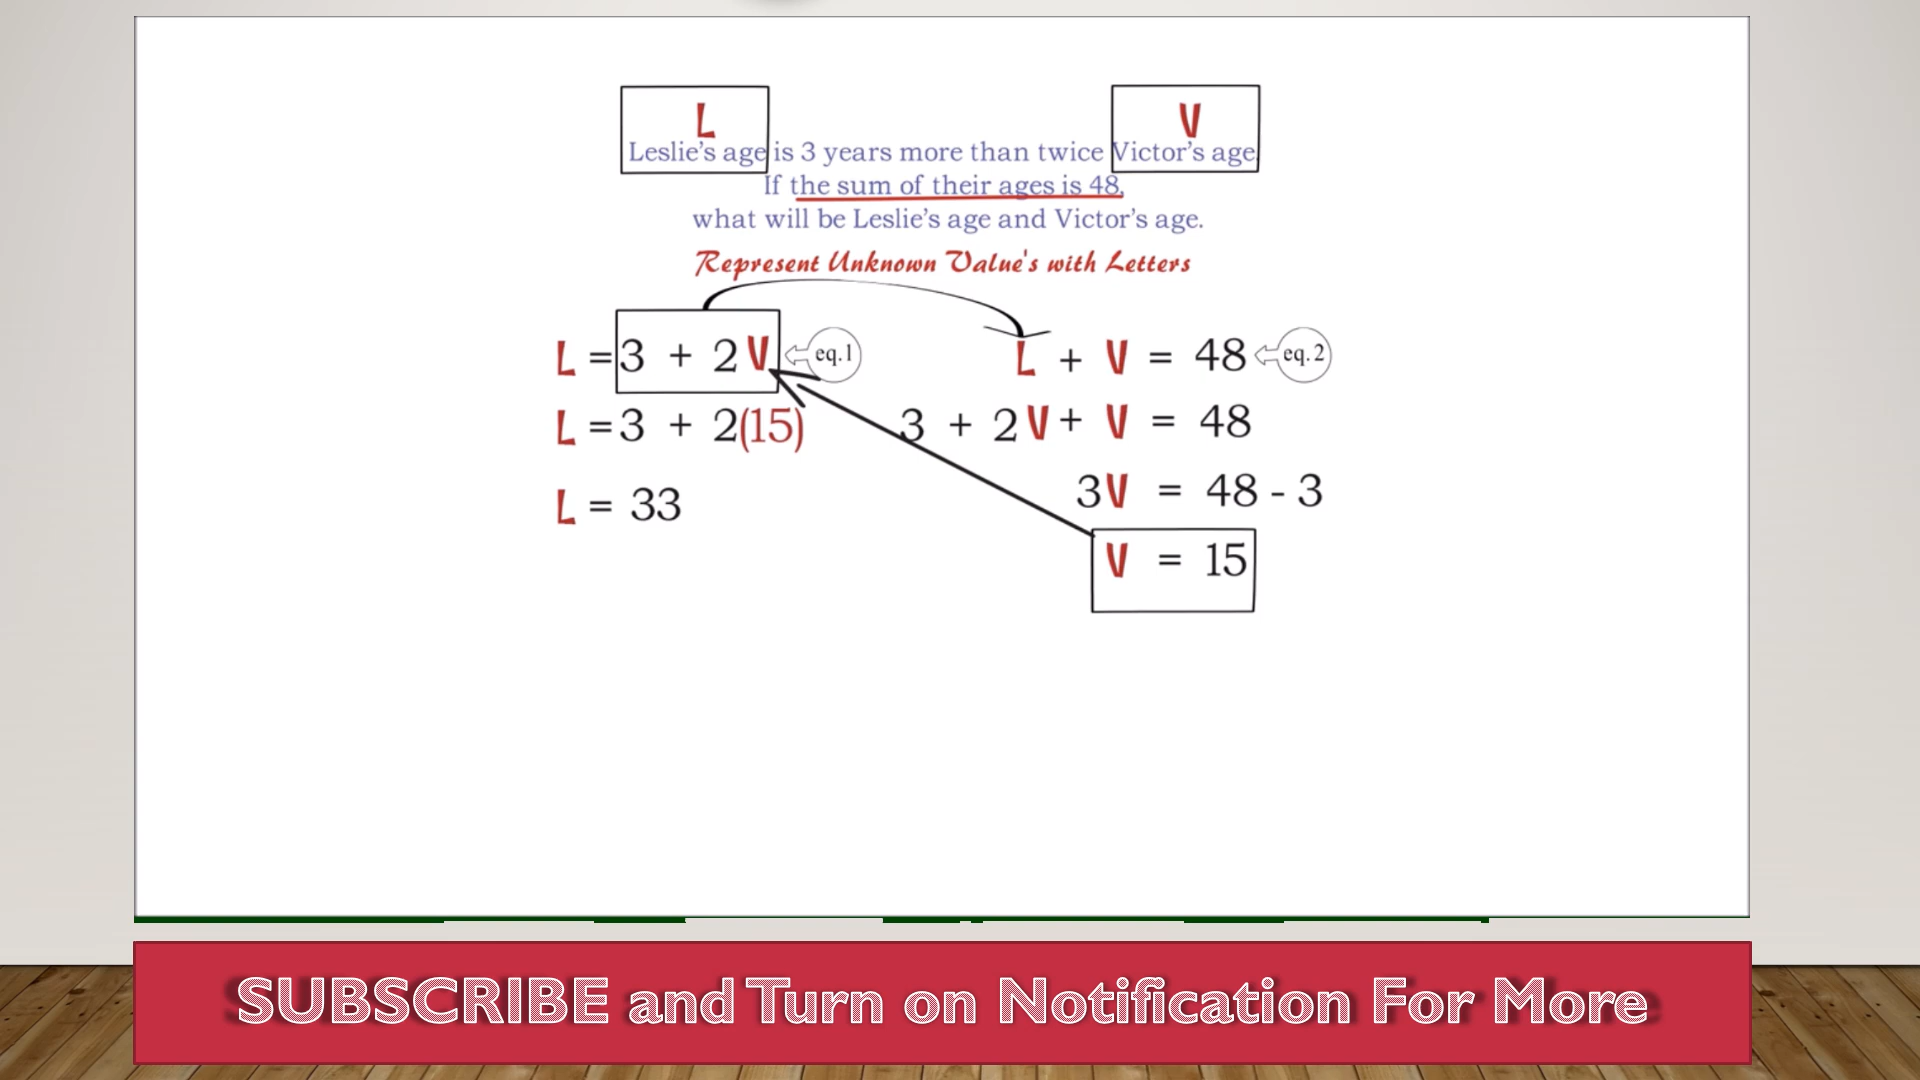 L
V
Leslie's age is 3 years more than twice Victor's age.
If the sum of their ages is 48,
what will be Leslie's age and Victor's age.
Represent Unknown Value's with Letters
L = 3 + 2V eq.1
L + V = 48 eq.2
L = 3 + 2(15)
3 + 2V + V = 48
3V = 48 - 3
L = 33
V = 15
SUBSCRIBE and Turn on Notification For More